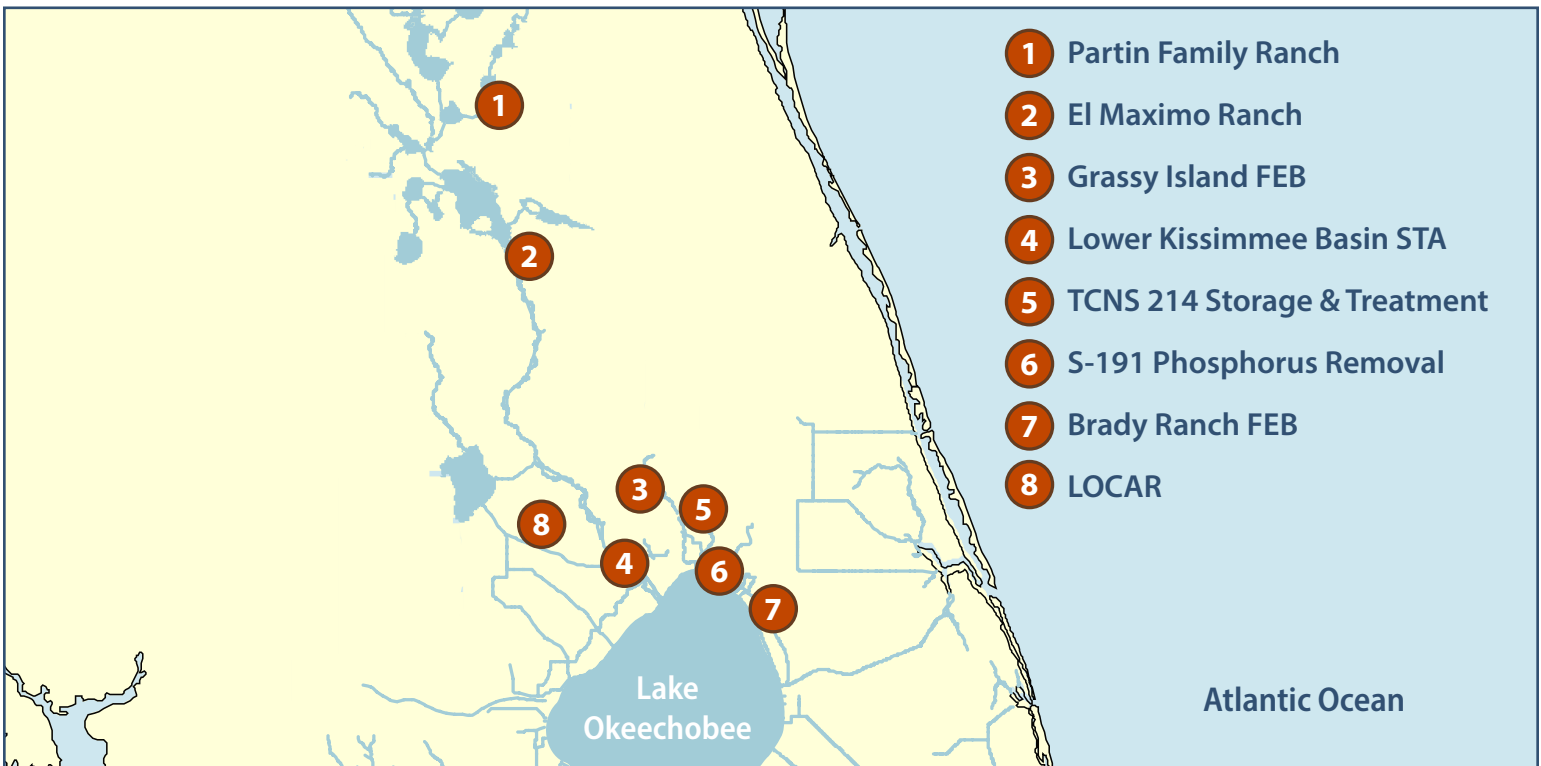 1 Partin Family Ranch
2 El Maximo Ranch
3 Grassy Island FEB
4 Lower Kissimmee Basin STA
5 TCNS 214 Storage & Treatment
6 S-191 Phosphorus Removal
7 Brady Ranch FEB
8 LOCAR
1
2
3
5
8
4
6
7
Lake
Okeechobee
Atlantic Ocean